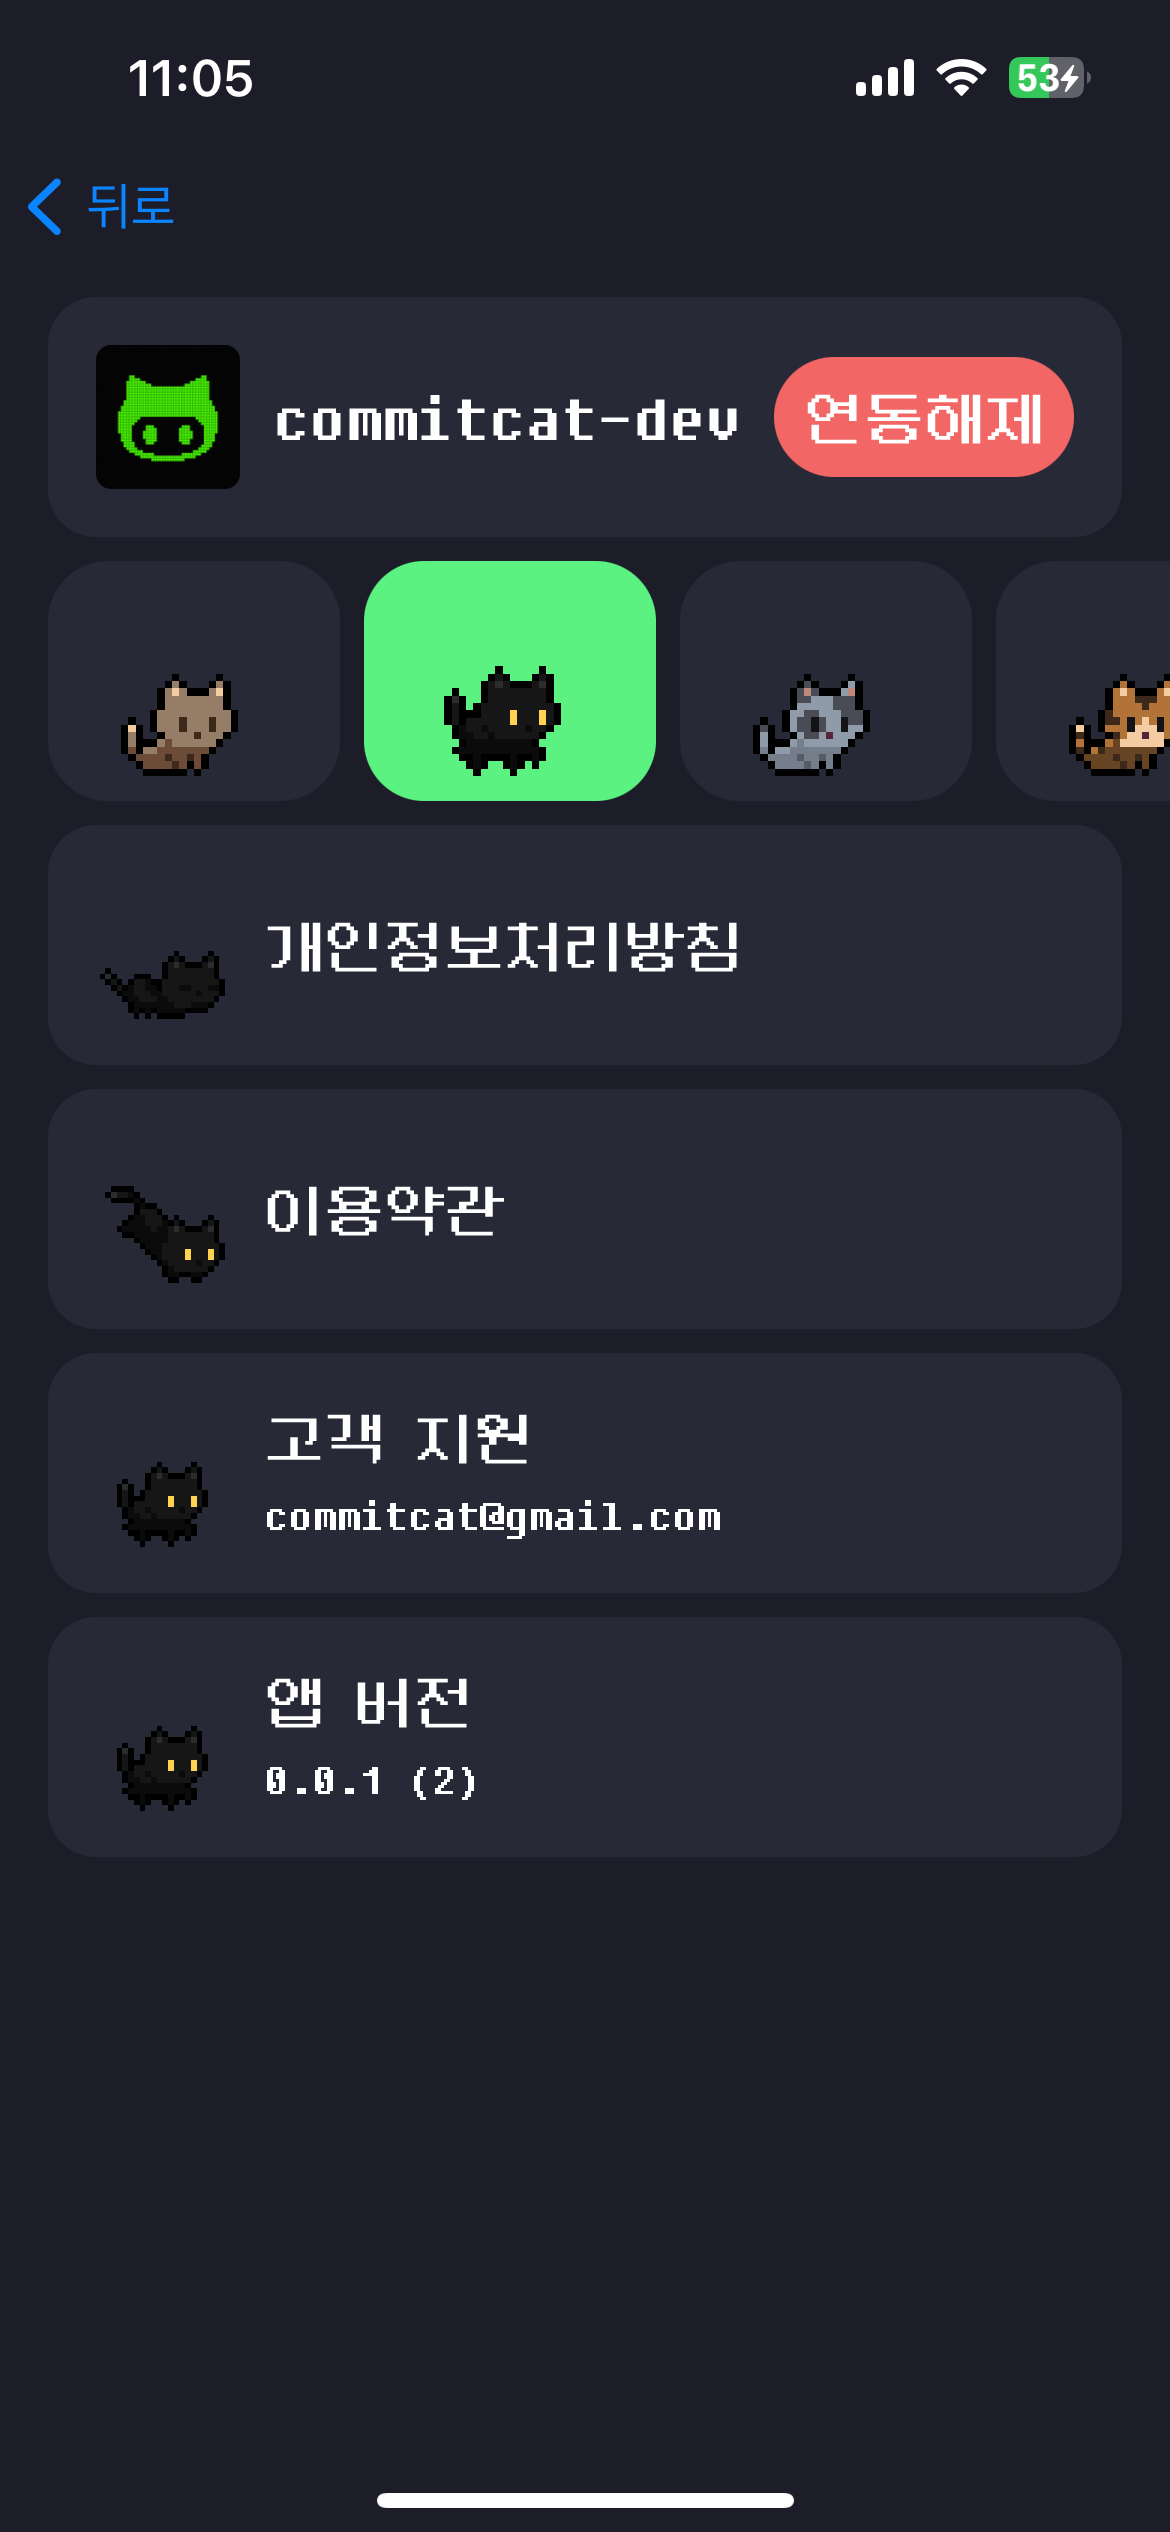 11:05
53
뒤로
commitcat-dev
연동해제
개인정보처리방침
이용약관
고객 지원
commitcat@gmail.com
앱 버전
0.0.1 (2)